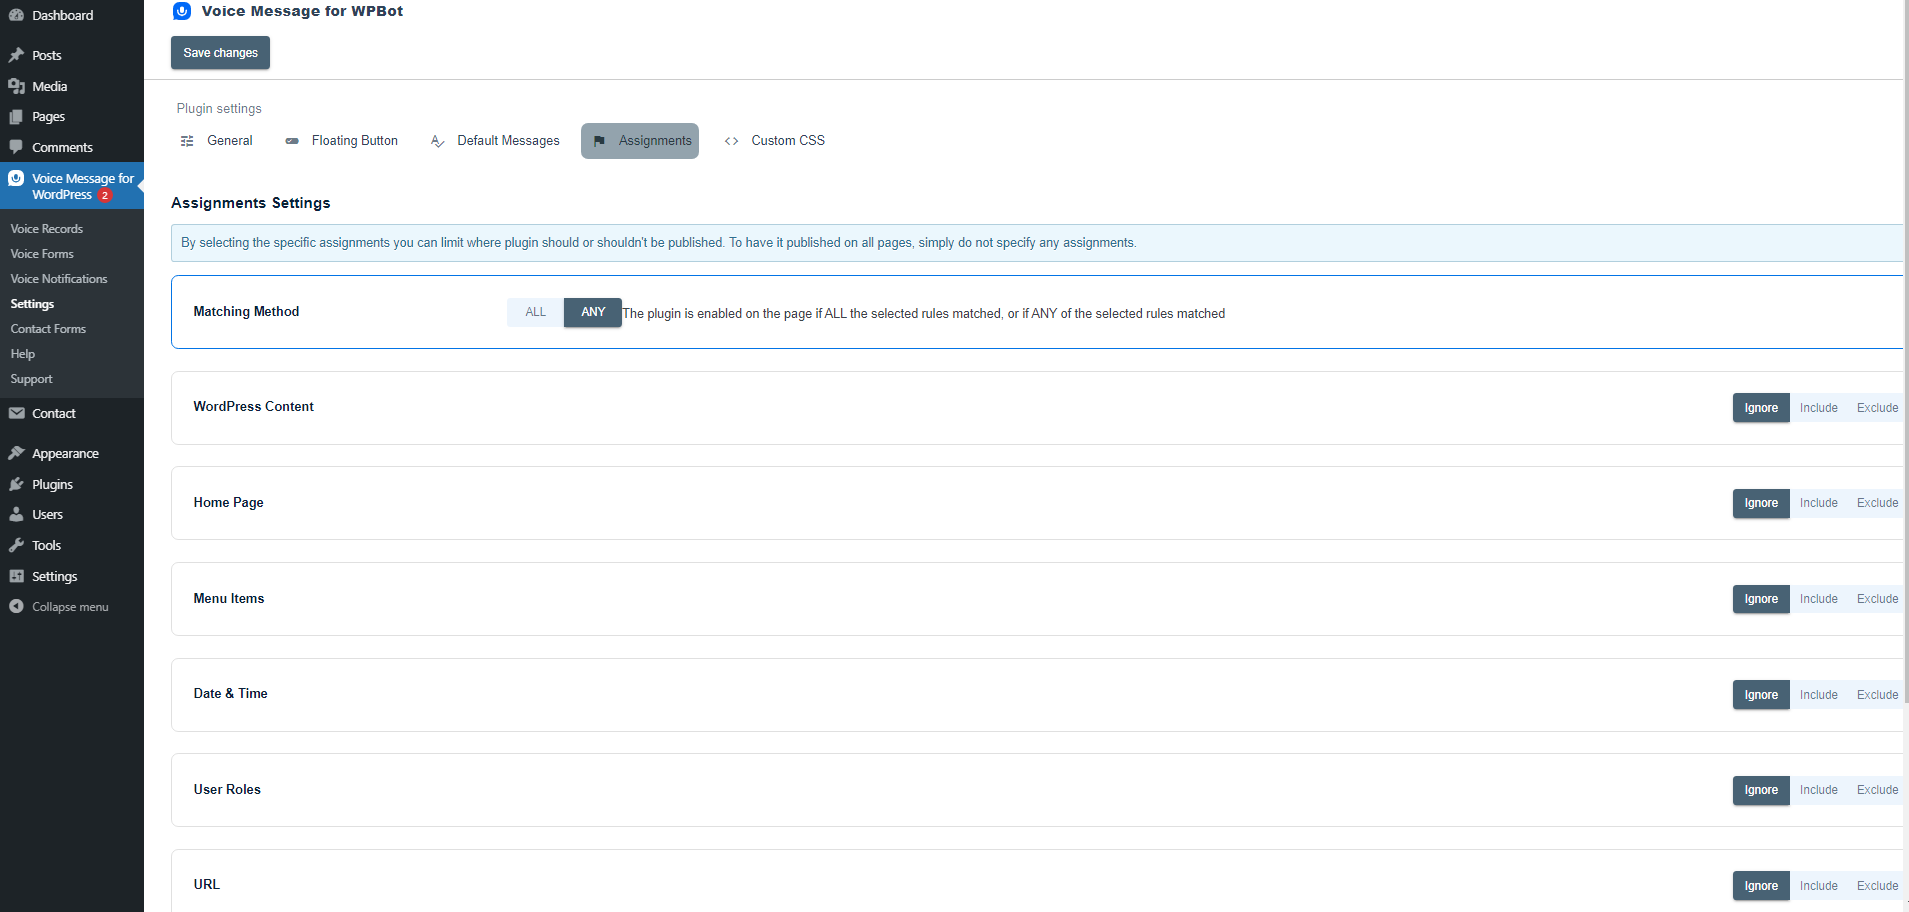 Dashboard
Posts
Media
Pages
Comments
Voice Message for
WordPress 2
Voice Records
Voice Forms
Voice Notifications
Settings
Contact Forms
Help
Support
Contact
Appearance
Plugins
Users
Tools
Settings
Collapse menu
Voice Message for WPBot
Save changes
Plugin settings
General Floating Button Default Messages Assignments Custom CSS
Assignments Settings
By selecting the specific assignments you can limit where plugin should or shouldn't be published. To have it published on all pages, simply do not specify any assignments.
Matching Method ALL ANY The plugin is enabled on the page if ALL the selected rules matched, or if ANY of the selected rules matched
WordPress Content Ignore Include Exclude
Home Page Ignore Include Exclude
Menu Items Ignore Include Exclude
Date & Time Ignore Include Exclude
User Roles Ignore Include Exclude
URL Ignore Include Exclude